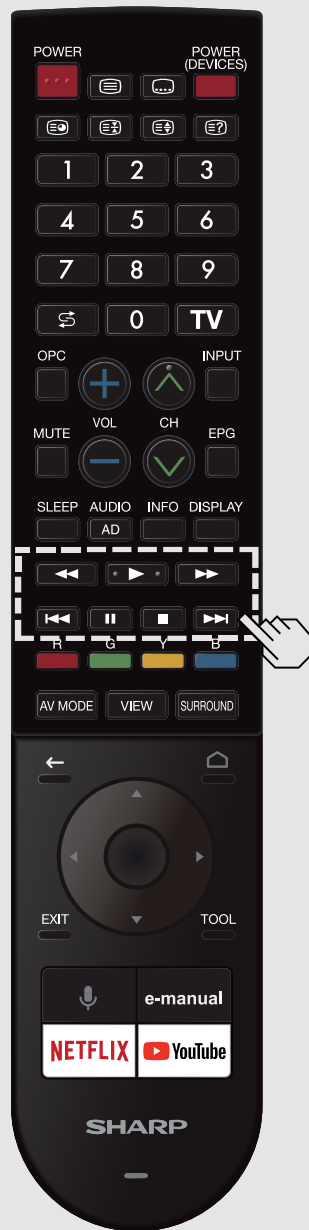 POWER
POWER
(DEVICES)
1 2 3
4 5 6
7 8 9
0 TV
OPC INPUT
MUTE VOL CH EPG
SLEEP AUDIO INFO DISPLAY
AD
R G Y B
AV MODE VIEW SURROUND
EXIT TOOL
e-manual
NETFLIX YouTube
SHARP